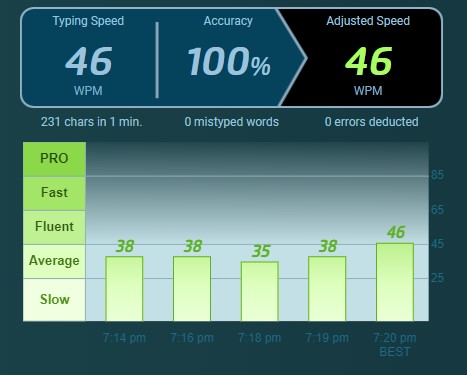 Typing Speed Accuracy Adjusted Speed
46 100% 46
WPM WPM
231 chars in 1 min. 0 mistyped words 0 errors deducted
PRO
85
Fast
65
Fluent
38 38 35 38 46
45
Average
25
Slow
7:14 pm 7:16 pm 7:18 pm 7:19 pm 7:20 pm
BEST